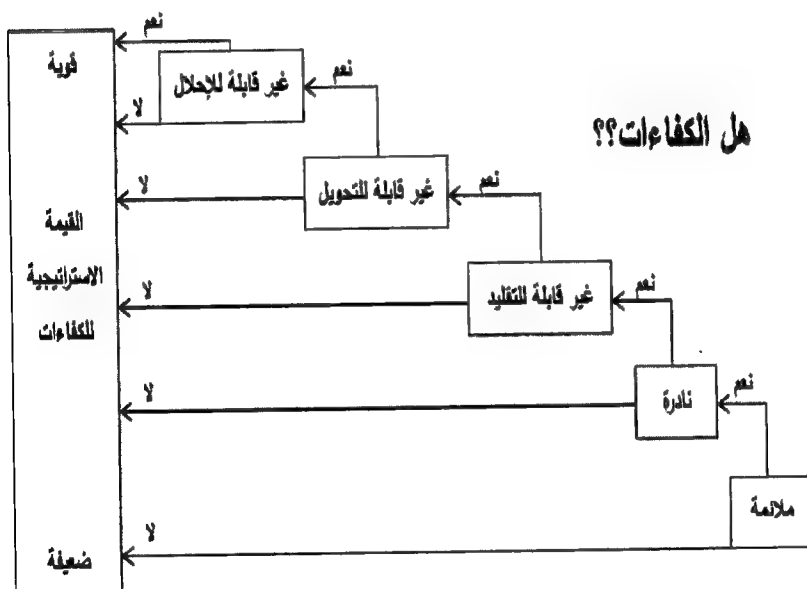 نعم
قوية
غير قابلة للإحلال
نعم
لا
هل الكفاءات؟؟
غير قابلة للتحويل
نعم
لا
القيمة
الاستراتيجية
للكفاءات
غير قابلة للتقليد
نعم
لا
نادرة
نعم
لا
ملائمة
لا
ضعيفة